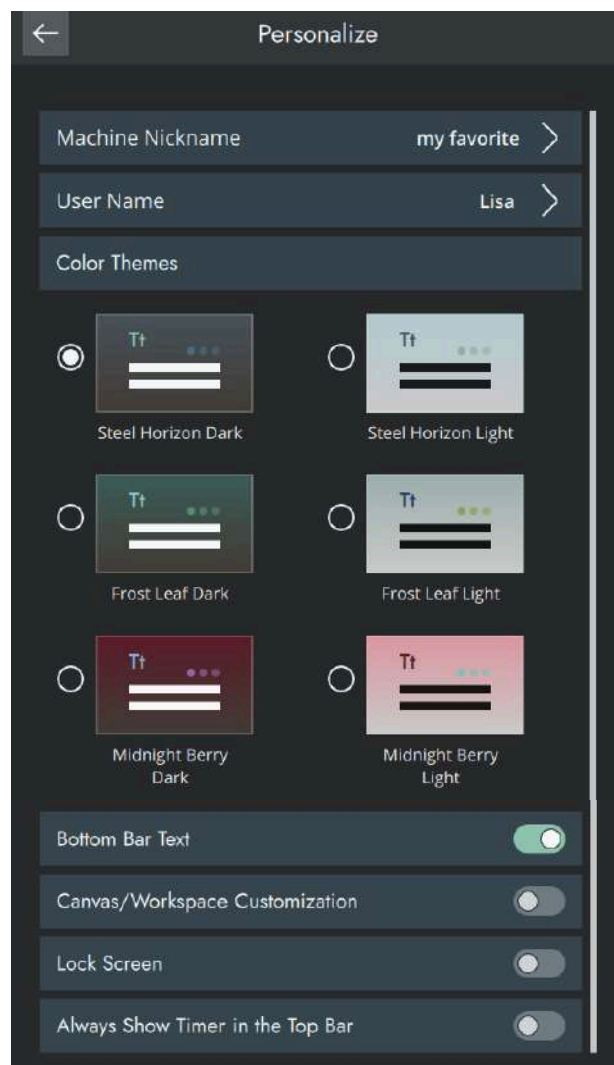 Personalize
Machine Nickname my favorite
User Name Lisa
Color Themes
Tt Tt
Steel Horizon Dark Steel Horizon Light
Tt Tt
Frost Leaf Dark Frost Leaf Light
Tt Tt
Midnight Berry Midnight Berry
Dark Light
Bottom Bar Text
Canvas/Workspace Customization
Lock Screen
Always Show Timer in the Top Bar